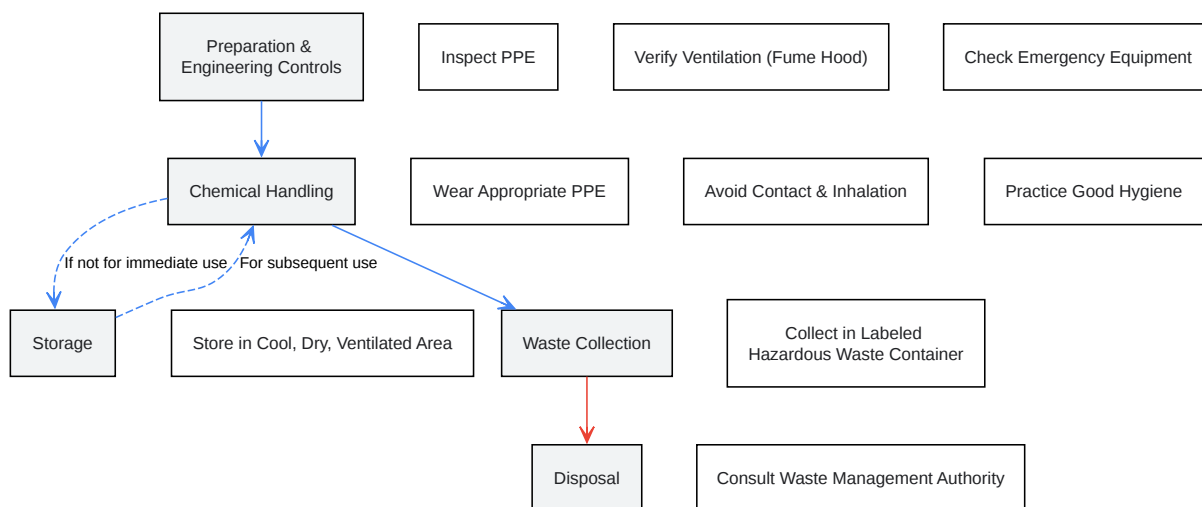 Preparation &
Engineering Controls
Inspect PPE
Verify Ventilation (Fume Hood)
Check Emergency Equipment
Chemical Handling
Wear Appropriate PPE
Avoid Contact & Inhalation
Practice Good Hygiene
If not for immediate use
For subsequent use
Storage
Store in Cool, Dry, Ventilated Area
Waste Collection
Collect in Labeled
Hazardous Waste Container
Disposal
Consult Waste Management Authority